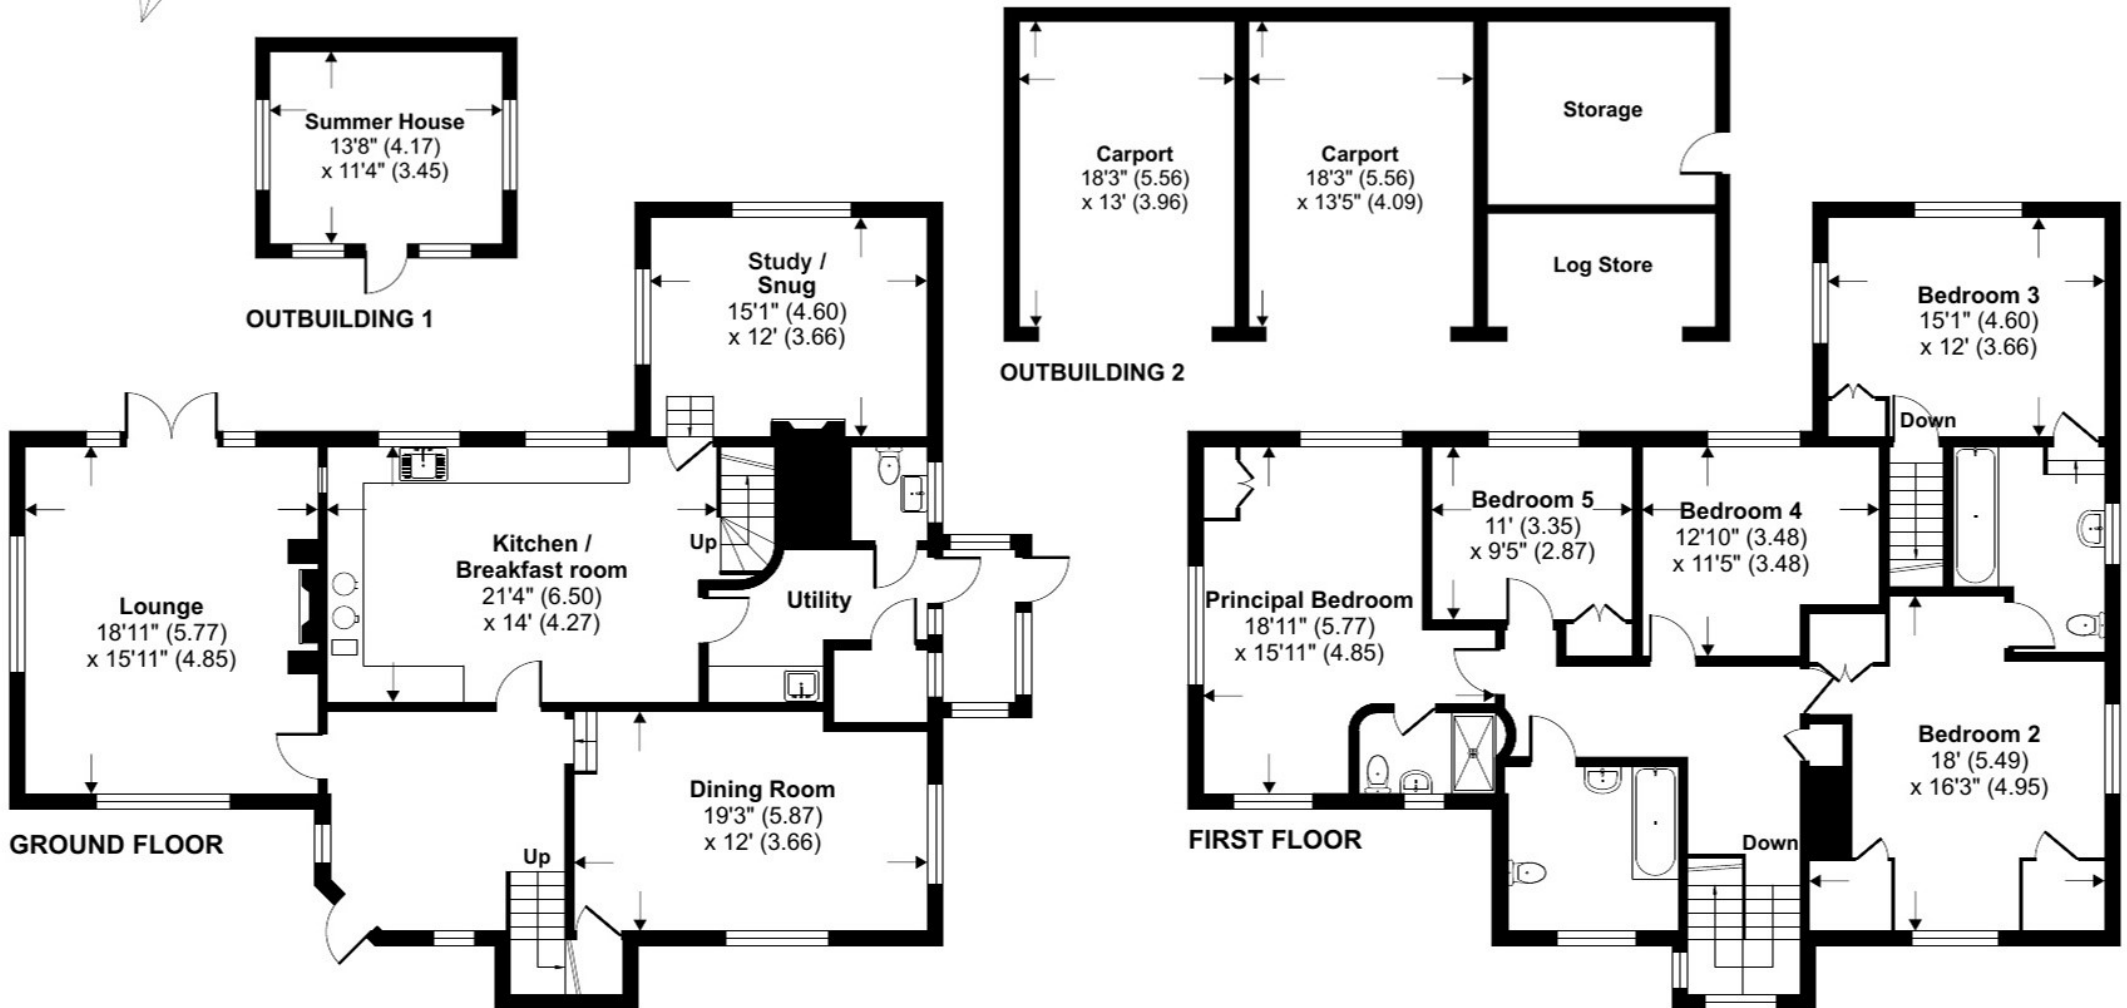 Summer House
13'8" (4.17)
x 11'4" (3.45)
OUTBUILDING 1
Carport
18'3" (5.56)
x 13' (3.96)
Carport
18'3" (5.56)
x 13'5" (4.09)
Storage
Log Store
OUTBUILDING 2
Study /
Snug
15'1" (4.60)
x 12' (3.66)
Kitchen /
Breakfast room
21'4" (6.50)
x 14' (4.27)
Up
Utility
Lounge
18'11" (5.77)
x 15'11" (4.85)
Dining Room
19'3" (5.87)
x 12' (3.66)
Up
GROUND FLOOR
Bedroom 3
15'1" (4.60)
x 12' (3.66)
Down
Bedroom 5
11' (3.35)
x 9'5" (2.87)
Bedroom 4
12'10" (3.48)
x 11'5" (3.48)
Principal Bedroom
18'11" (5.77)
x 15'11" (4.85)
Bedroom 2
18' (5.49)
x 16'3" (4.95)
Down
FIRST FLOOR